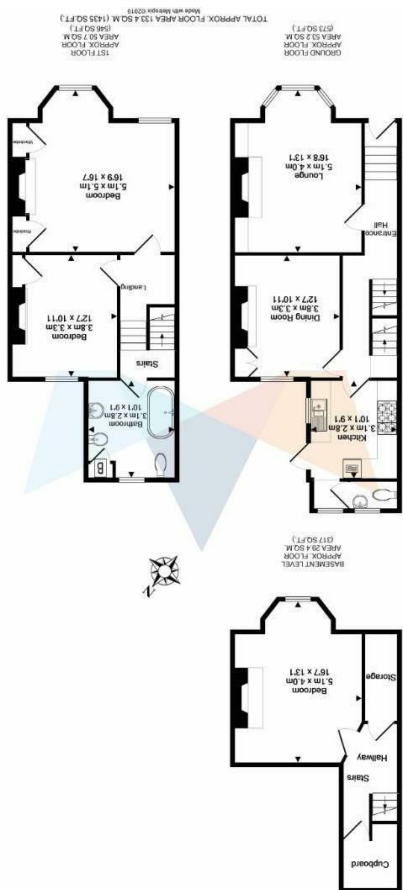 Cupboard
Stairs
Hallway
Bedroom
5.1m x 4.0m
16'7 x 13'1
Storage
BASEMENT LEVEL
APPROX. FLOOR
AREA 29.4 SQ.M.
(317 SQ.FT.)
N
Kitchen
3.1m x 2.8m
10'1 x 9'1
Dining Room
3.8m x 3.3m
12'7 x 10'11
Entrance
Hall
Lounge
5.1m x 4.0m
16'8 x 13'1
GROUND FLOOR
APPROX. FLOOR
AREA 53.2 SQ.M.
(573 SQ.FT.)
B
Bathroom
3.1m x 2.8m
10'1 x 9'1
Stairs
Bedroom
3.8m x 3.3m
12'7 x 10'11
Landing
Wardrobe
Bedroom
5.1m x 5.1m
16'9 x 16'7
Wardrobe
1ST FLOOR
APPROX. FLOOR
AREA 50.7 SQ.M.
(546 SQ.FT.)
TOTAL APPROX. FLOOR AREA 133.4 SQ.M. (1435 SQ.FT.)
Made with Metropix ©2019